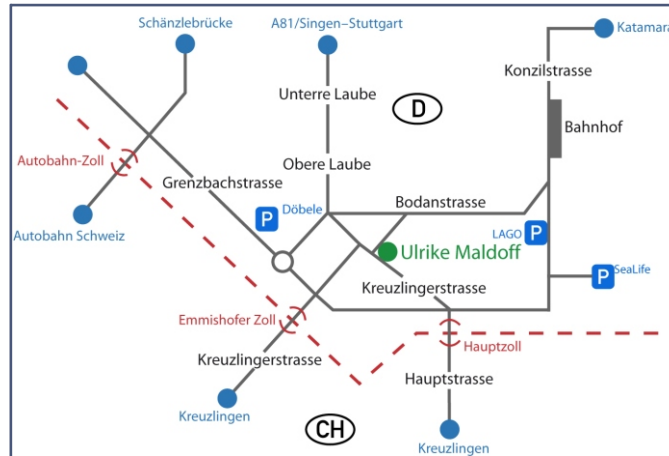 Schänzlebrücke
A81/Singen–Stuttgart
Katamara
Konzilstrasse
Unterre Laube
D
Bahnhof
Autobahn-Zoll
Obere Laube
Grenzbachstrasse
Bodanstrasse
P
Döbele
Autobahn Schweiz
LAGO
P
Ulrike Maldoff
P
SeaLife
Kreuzlingerstrasse
Emmishofer Zoll
Hauptzoll
Kreuzlingerstrasse
Hauptstrasse
Kreuzlingen
CH
Kreuzlingen